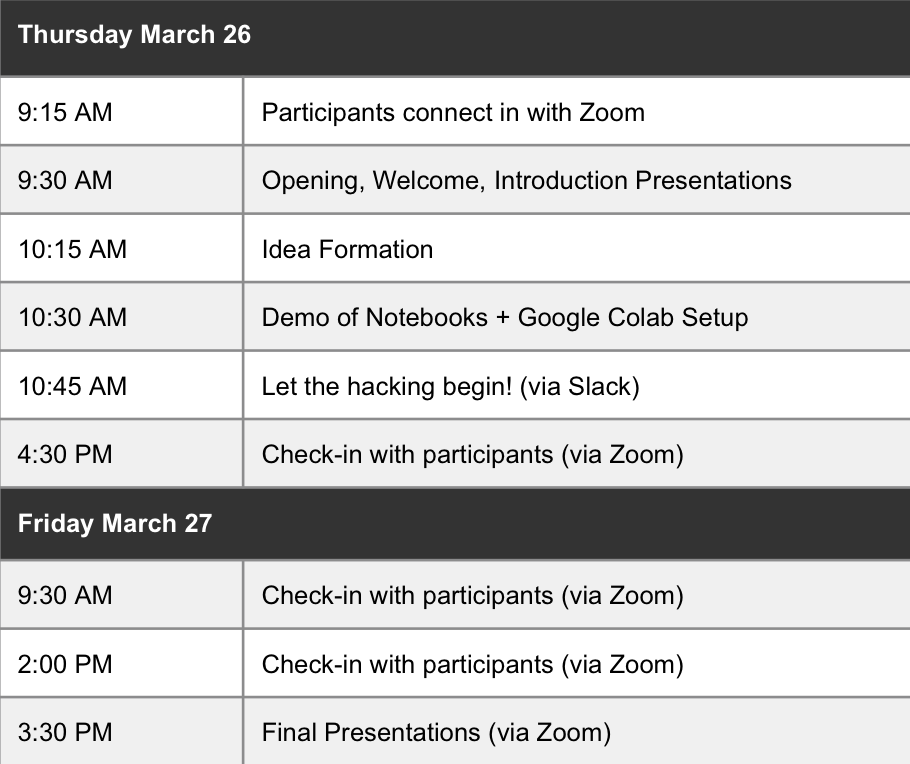 Thursday March 26
9:15 AM Participants connect in with Zoom
9:30 AM Opening, Welcome, Introduction Presentations
10:15 AM Idea Formation
10:30 AM Demo of Notebooks + Google Colab Setup
10:45 AM Let the hacking begin! (via Slack)
4:30 PM Check-in with participants (via Zoom)
Friday March 27
9:30 AM Check-in with participants (via Zoom)
2:00 PM Check-in with participants (via Zoom)
3:30 PM Final Presentations (via Zoom)